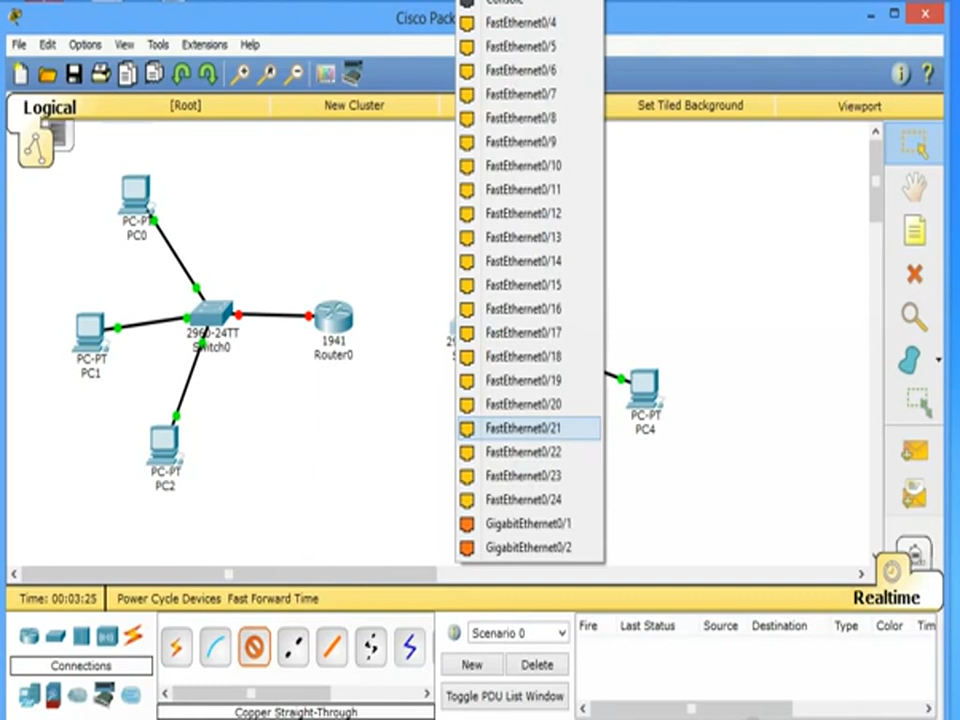 Cisco Pack
Console
File Edit Options View Tools Extensions Help
Logical
[Root]
New Cluster
Set Tiled Background
Viewport
FastEthernet0/4
FastEthernet0/5
FastEthernet0/6
FastEthernet0/7
FastEthernet0/8
FastEthernet0/9
FastEthernet0/10
FastEthernet0/11
FastEthernet0/12
FastEthernet0/13
FastEthernet0/14
FastEthernet0/15
FastEthernet0/16
FastEthernet0/17
FastEthernet0/18
FastEthernet0/19
FastEthernet0/20
FastEthernet0/21
FastEthernet0/22
FastEthernet0/23
FastEthernet0/24
GigabitEthernet0/1
GigabitEthernet0/2
PC-PT
PC0
PC-PT
PC1
PC-PT
PC2
2960-24TT
Switch0
1941
Router0
PC-PT
PC4
Time: 00:03:25
Power Cycle Devices Fast Forward Time
Realtime
Connections
Copper Straight-Through
Scenario 0
New
Delete
Toggle PDU List Window
Fire Last Status Source Destination Type Color Tim